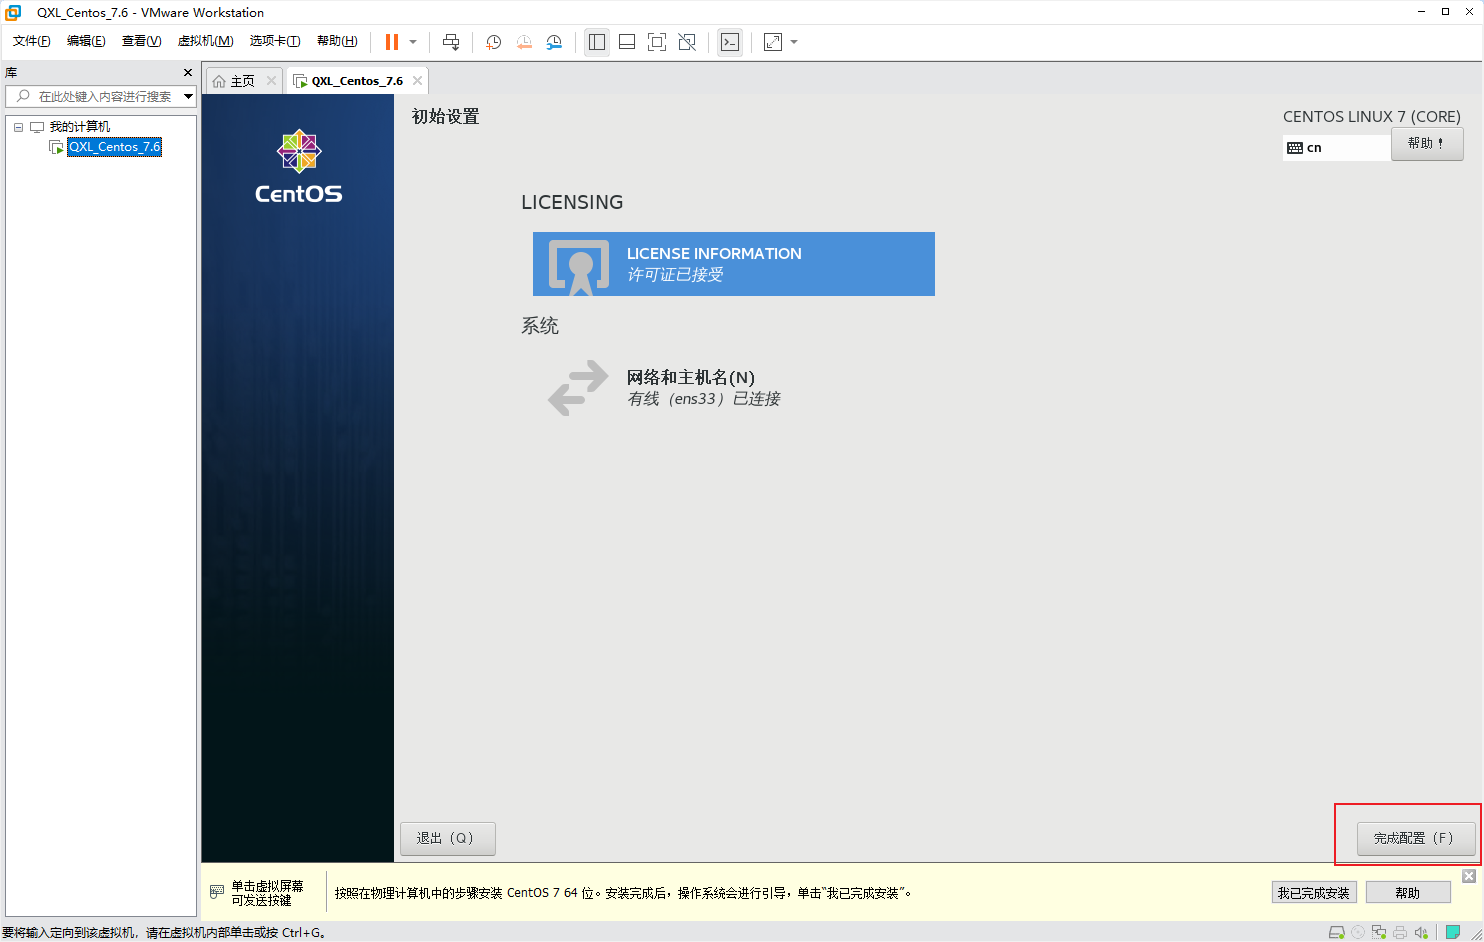 QXL_Centos_7.6 - VMware Workstation
文件(F) 编辑(E) 查看(V) 虚拟机(M) 选项卡(T) 帮助(H)
库
在此处键入内容进行搜索
我的计算机
QXL_Centos_7.6
主页
QXL_Centos_7.6
CentOS
初始设置
CENTOS LINUX 7 (CORE)
cn
帮助！
LICENSING
LICENSE INFORMATION
许可证已接受
系统
网络和主机名(N)
有线（ens33）已连接
退出（Q）
完成配置（F）
单击虚拟屏幕
可发送按键
按照在物理计算机中的步骤安装 CentOS 7 64 位。安装完成后，操作系统会进行引导，单击“我已完成安装”。
我已完成安装
帮助
要将输入定向到该虚拟机，请在虚拟机内部单击或按 Ctrl+G。